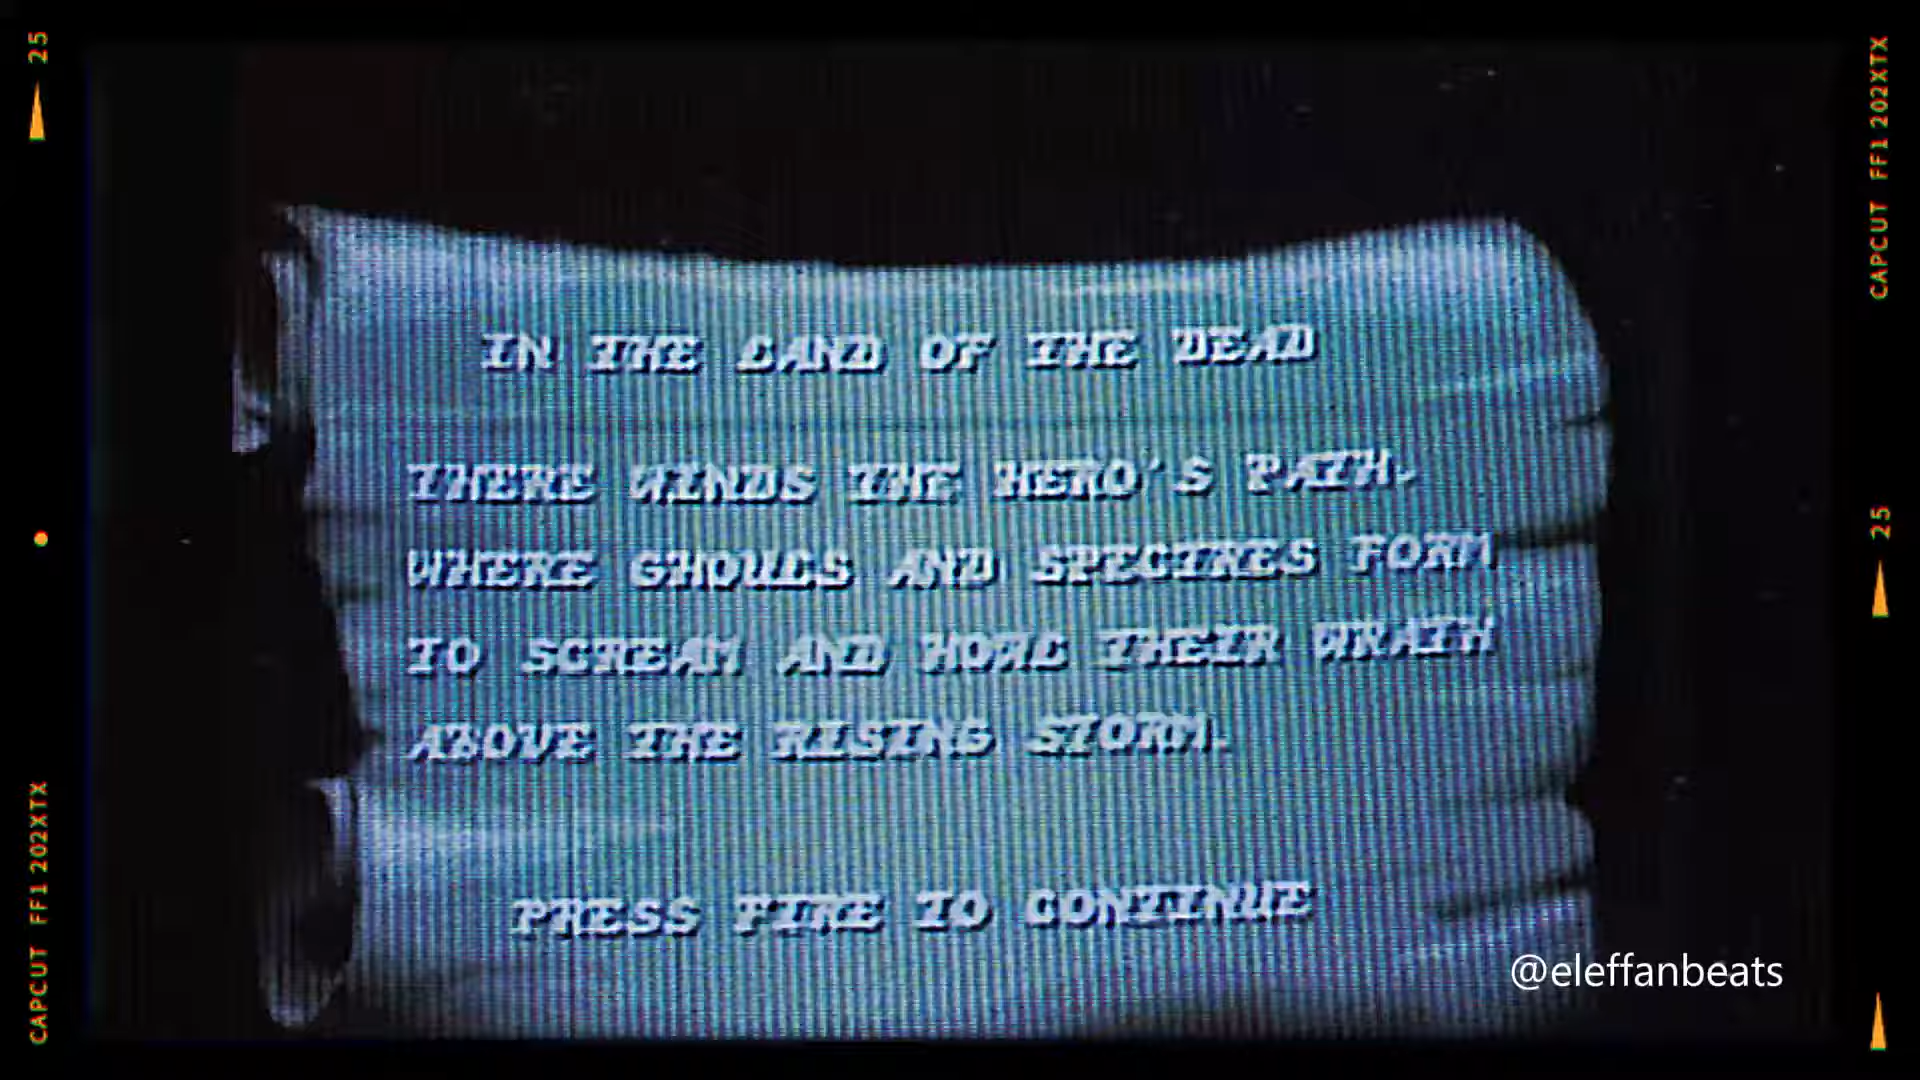 25
CAPCUT FF1 202XTX
IN THE LAND OF THE DEAD
THERE WINDS THE HERO'S PATH.
WHERE GHOULS AND SPECTRES FORM
TO SCREAM AND HOWL THEIR WRATH
ABOVE THE RISING STORM.
PRESS FIRE TO CONTINUE
@eleffanbeats
CAPCUT FF1 202XTX
25